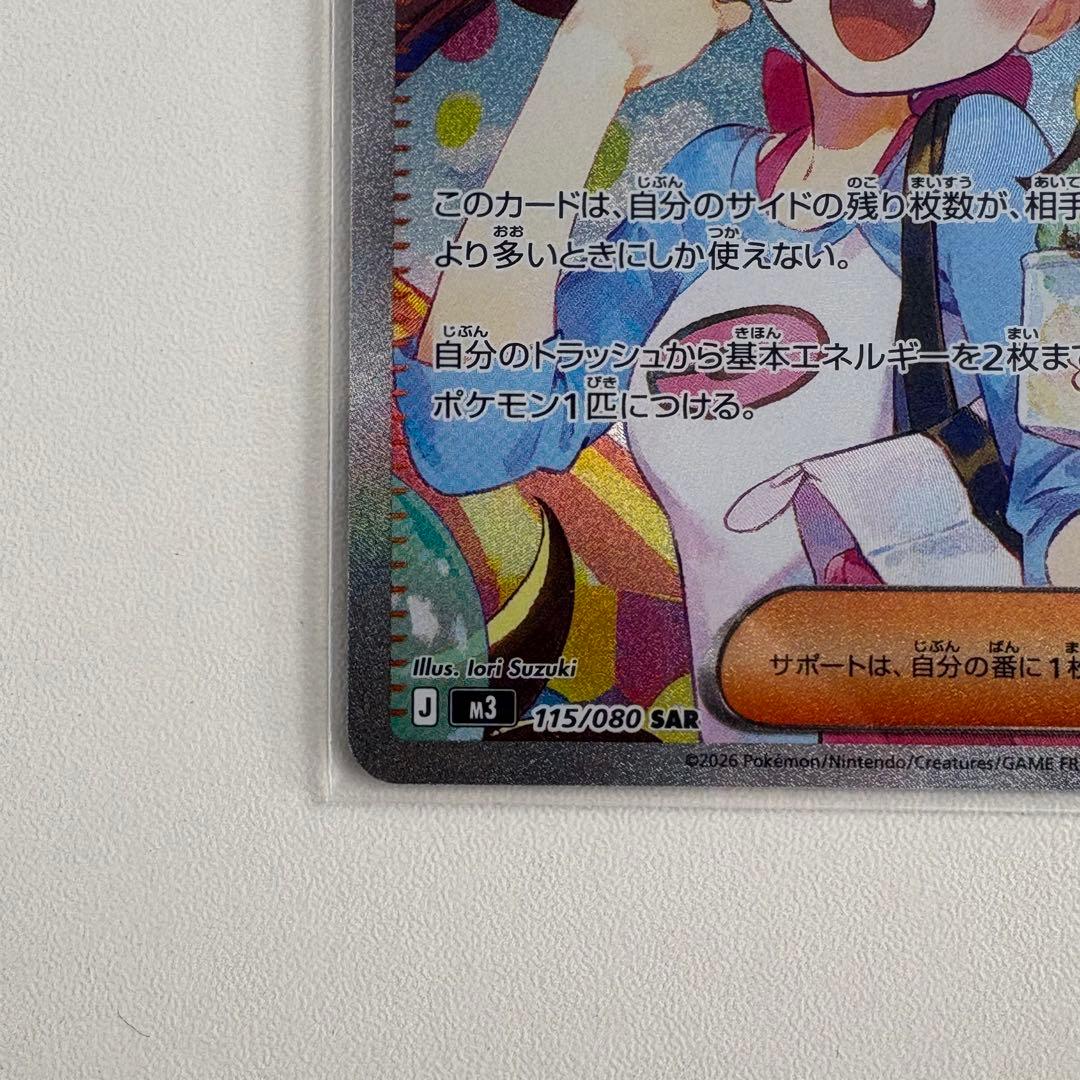 このカードは、自分のサイドの残り枚数が、相手
より多いときにしか使えない。
自分のトラッシュから基本エネルギーを2枚まで
ポケモン1匹につける。
サポートは、自分の番に1枚
Illus. Iori Suzuki
J M3 115/080 SAR
©2026 Pokémon/Nintendo/Creatures/GAME FR